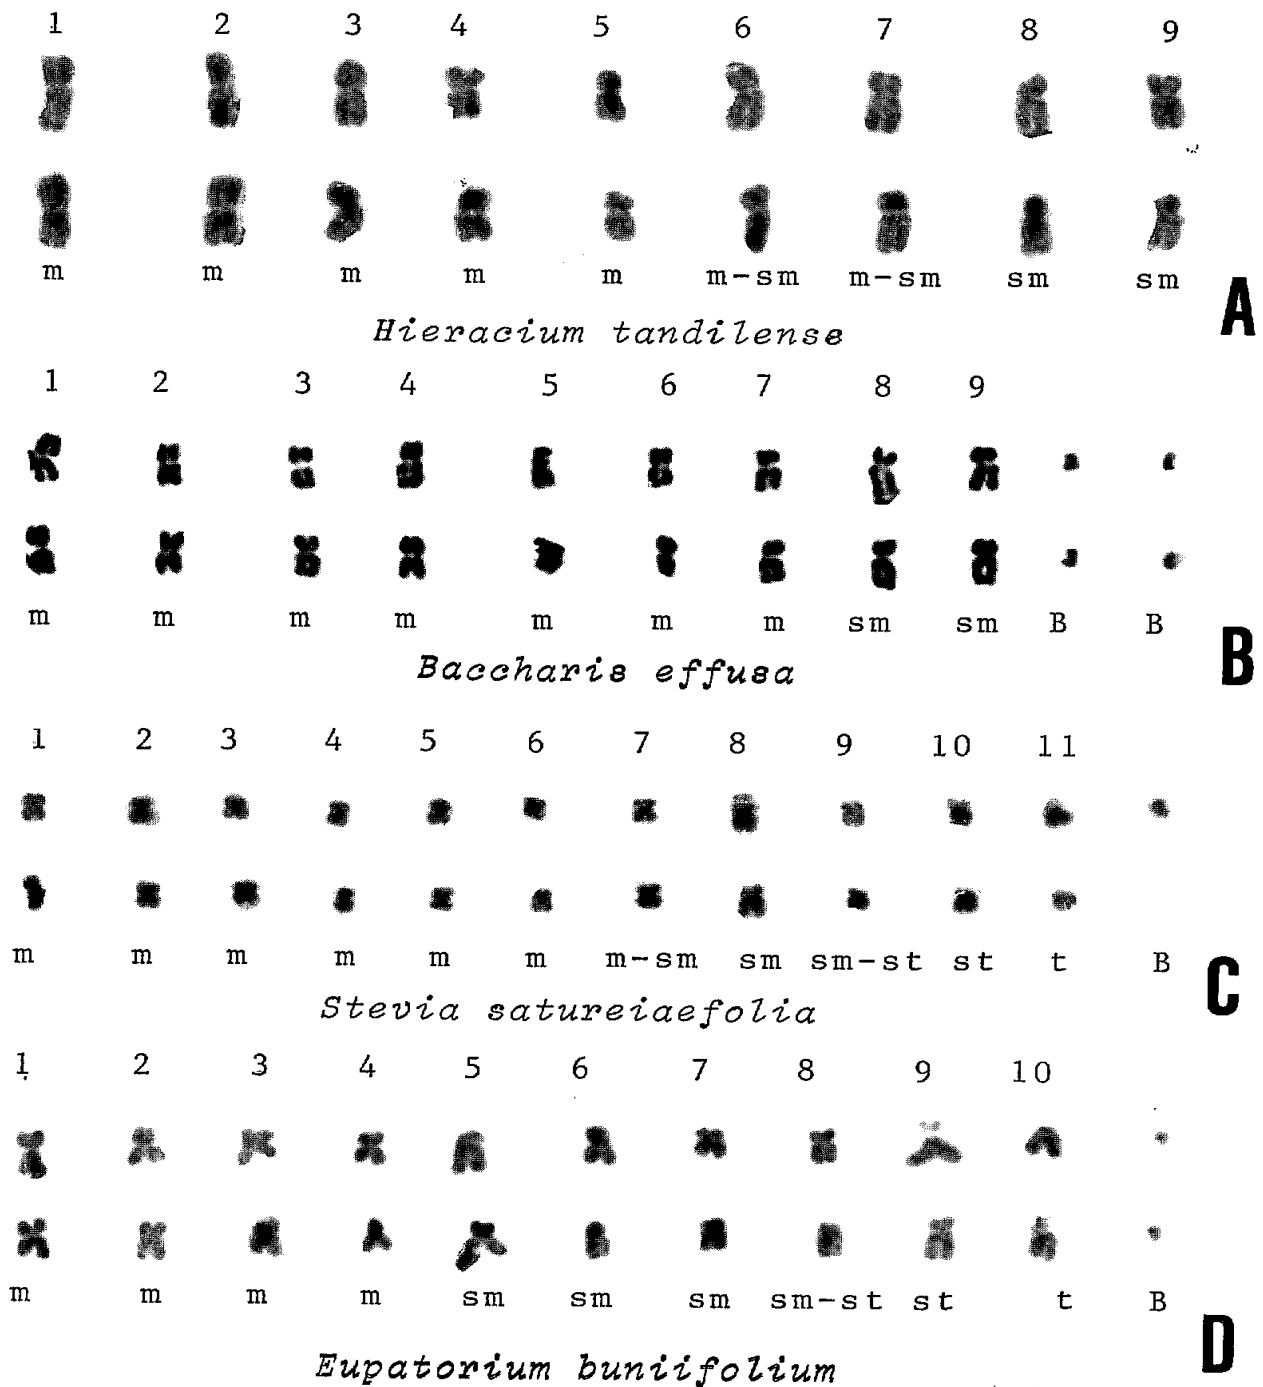 1 2 3 4 5 6 7 8 9
m m m m m m-sm m-sm sm sm
A
Hieracium tandilense
1 2 3 4 5 6 7 8 9
m m m m m m m sm sm B B
B
Baccharis effusa
1 2 3 4 5 6 7 8 9 10 11
m m m m m m m-sm sm sm-st st t B
C
Stevia satureiaefolia
1 2 3 4 5 6 7 8 9 10
m m m m sm sm sm sm-st st t B
D
Eupatorium buniifolium